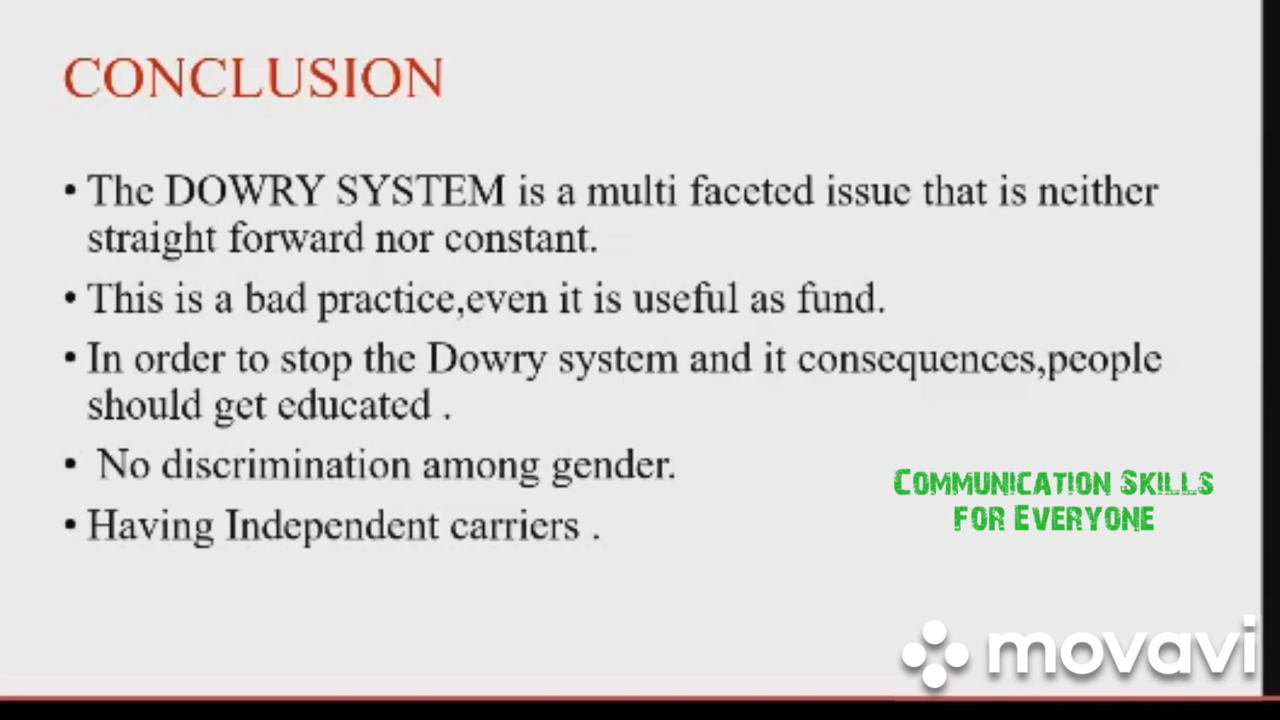 CONCLUSION
• The DOWRY SYSTEM is a multi faceted issue that is neither
straight forward nor constant.
• This is a bad practice,even it is useful as fund.
• In order to stop the Dowry system and it consequences,people
should get educated .
• No discrimination among gender.
• Having Independent carriers .
COMMUNICATION SKILLS
FOR EVERYONE
movavi